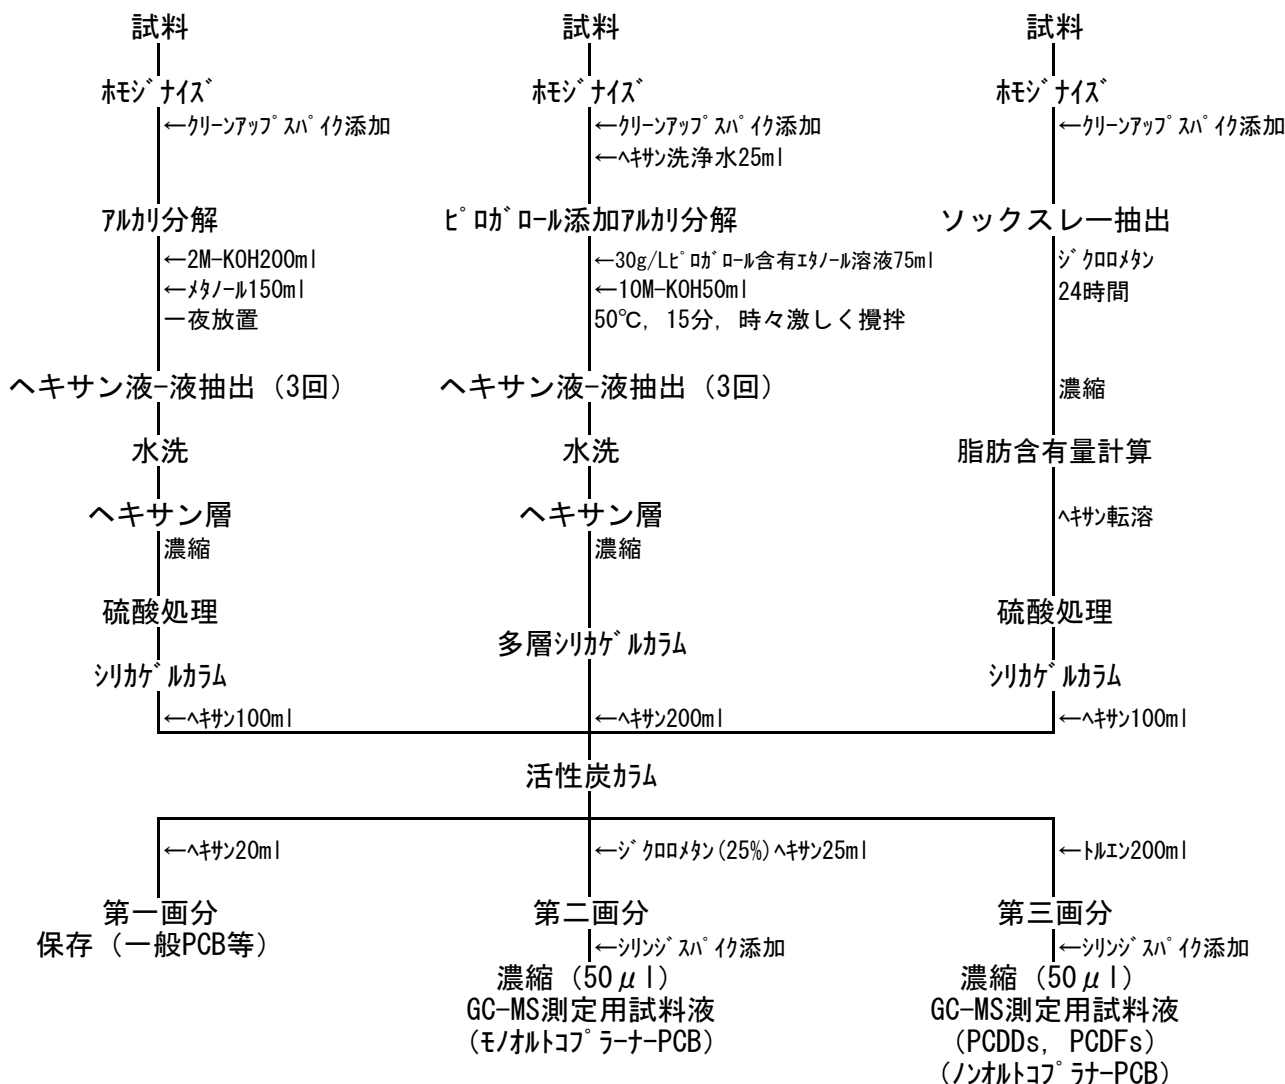 試料
ﾎﾓｼﾞﾅｲｽﾞ
←ｸﾘｰﾝｱｯﾌﾟｽﾊﾟｲｸ添加
ｱﾙｶﾘ分解
←2M-KOH200ml
←ﾒﾀﾉｰﾙ150ml
一夜放置
ヘキサン液-液抽出（3回）
水洗
ヘキサン層
濃縮
硫酸処理
ｼﾘｶｹﾞﾙｶﾗﾑ
←ﾍｷｻﾝ100ml
試料
ﾎﾓｼﾞﾅｲｽﾞ
←ｸﾘｰﾝｱｯﾌﾟｽﾊﾟｲｸ添加
←ﾍｷｻﾝ洗浄水25ml
ﾋﾟﾛｶﾞﾛｰﾙ添加ｱﾙｶﾘ分解
←30g/Lﾋﾟﾛｶﾞﾛｰﾙ含有ｴﾀﾉｰﾙ溶液75ml
←10M-KOH50ml
50℃, 15分, 時々激しく攪拌
ヘキサン液-液抽出（3回）
水洗
ヘキサン層
濃縮
多層ｼﾘｶｹﾞﾙｶﾗﾑ
←ﾍｷｻﾝ200ml
試料
ﾎﾓｼﾞﾅｲｽﾞ
←ｸﾘｰﾝｱｯﾌﾟｽﾊﾟｲｸ添加
ソックスレー抽出
ｼﾞｸﾛﾛﾒﾀﾝ
24時間
濃縮
脂肪含有量計算
ﾍｷｻﾝ転溶
硫酸処理
ｼﾘｶｹﾞﾙｶﾗﾑ
←ﾍｷｻﾝ100ml
活性炭ｶﾗﾑ
←ﾍｷｻﾝ20ml
第一画分
保存（一般PCB等）
←ｼﾞｸﾛﾛﾒﾀﾝ(25%)ﾍｷｻﾝ25ml
第二画分
←ｼﾘﾝｼﾞｽﾊﾟｲｸ添加
濃縮（50μl）
GC-MS測定用試料液
（ﾓﾉｵﾙﾄｺﾌﾟﾗｰﾅｰPCB）
←ﾄﾙｴﾝ200ml
第三画分
←ｼﾘﾝｼﾞｽﾊﾟｲｸ添加
濃縮（50μl）
GC-MS測定用試料液
（PCDDs, PCDFs）
（ﾉﾝｵﾙﾄｺﾌﾟﾗﾅｰPCB）